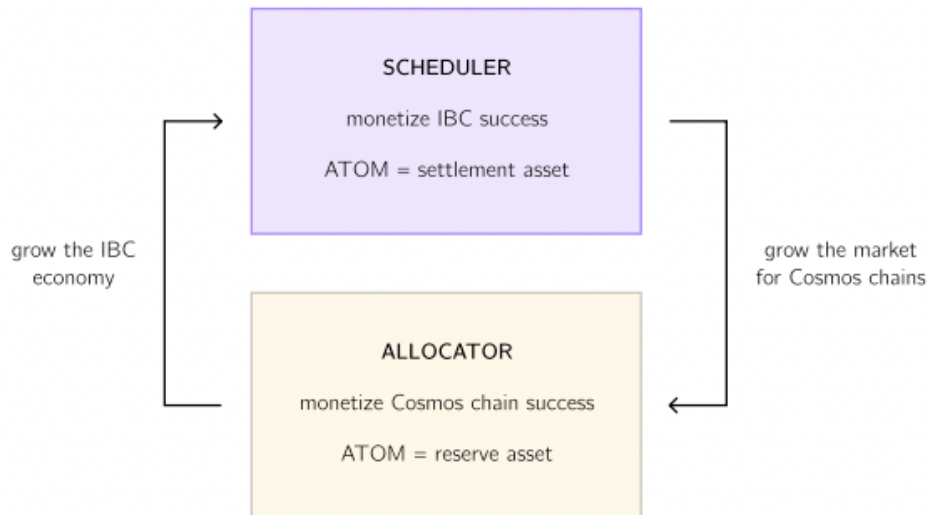 SCHEDULER
monetize IBC success
ATOM = settlement asset
grow the IBC
economy
grow the market
for Cosmos chains
ALLOCATOR
monetize Cosmos chain success
ATOM = reserve asset